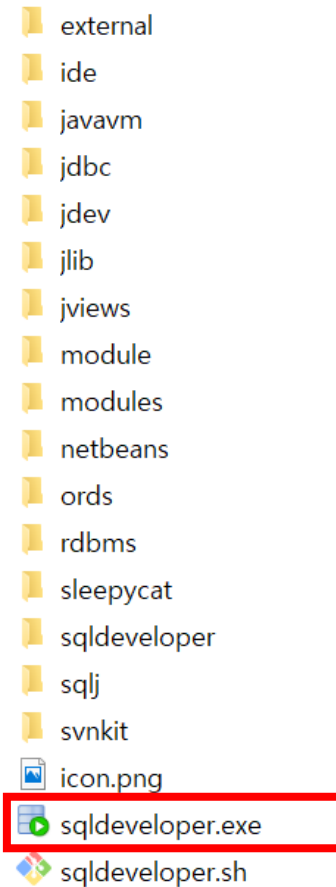 external
ide
javavm
jdbc
jdev
jlib
jviews
module
modules
netbeans
ords
rdbms
sleepycat
sqldeveloper
sqlj
svnkit
icon.png
sqldeveloper.exe
sqldeveloper.sh